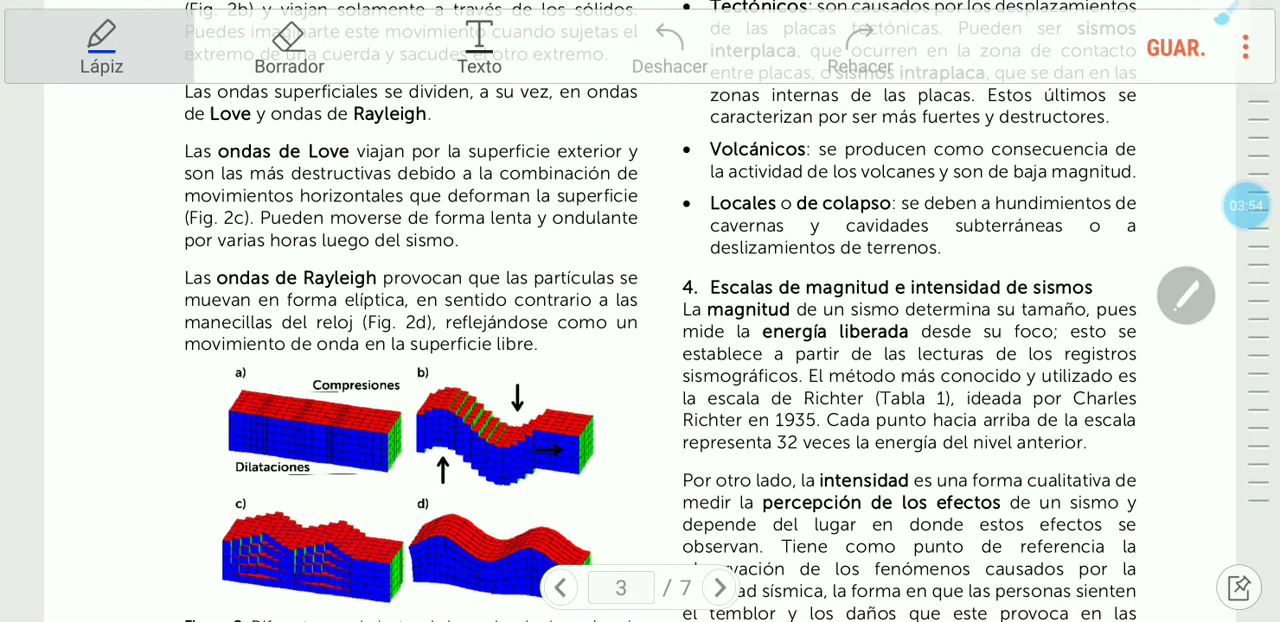 (Fig. 2b) y viajan solamente a través de los sólidos.
Puedes imaginarte este movimiento cuando sujetas el
extremo de una cuerda y sacudes el otro extremo.
Lápiz
Borrador
Texto
Deshacer
Rehacer
GUAR.
03:54
Las ondas superficiales se dividen, a su vez, en ondas
de Love y ondas de Rayleigh.
Las ondas de Love viajan por la superficie exterior y
son las más destructivas debido a la combinación de
movimientos horizontales que deforman la superficie
(Fig. 2c). Pueden moverse de forma lenta y ondulante
por varias horas luego del sismo.
Las ondas de Rayleigh provocan que las partículas se
muevan en forma elíptica, en sentido contrario a las
manecillas del reloj (Fig. 2d), reflejándose como un
movimiento de onda en la superficie libre.
a)
Compresiones
b)
Dilataciones
c)
d)
• Tectónicos: son causados por los desplazamientos
de las placas tectónicas. Pueden ser sismos
interplaca, que ocurren en la zona de contacto
entre placas, o sismos intraplaca, que se dan en las
zonas internas de las placas. Estos últimos se
caracterizan por ser más fuertes y destructores.
• Volcánicos: se producen como consecuencia de
la actividad de los volcanes y son de baja magnitud.
• Locales o de colapso: se deben a hundimientos de
cavernas y cavidades subterráneas o a
deslizamientos de terrenos.
4. Escalas de magnitud e intensidad de sismos
La magnitud de un sismo determina su tamaño, pues
mide la energía liberada desde su foco; esto se
establece a partir de las lecturas de los registros
sismográficos. El método más conocido y utilizado es
la escala de Richter (Tabla 1), ideada por Charles
Richter en 1935. Cada punto hacia arriba de la escala
representa 32 veces la energía del nivel anterior.
Por otro lado, la intensidad es una forma cualitativa de
medir la percepción de los efectos de un sismo y
depende del lugar en donde estos efectos se
observan. Tiene como punto de referencia la
de los fenómenos causados por la
sísmica, la forma en que las personas sienten
el temblor y los daños que este provoca en las
3 / 7